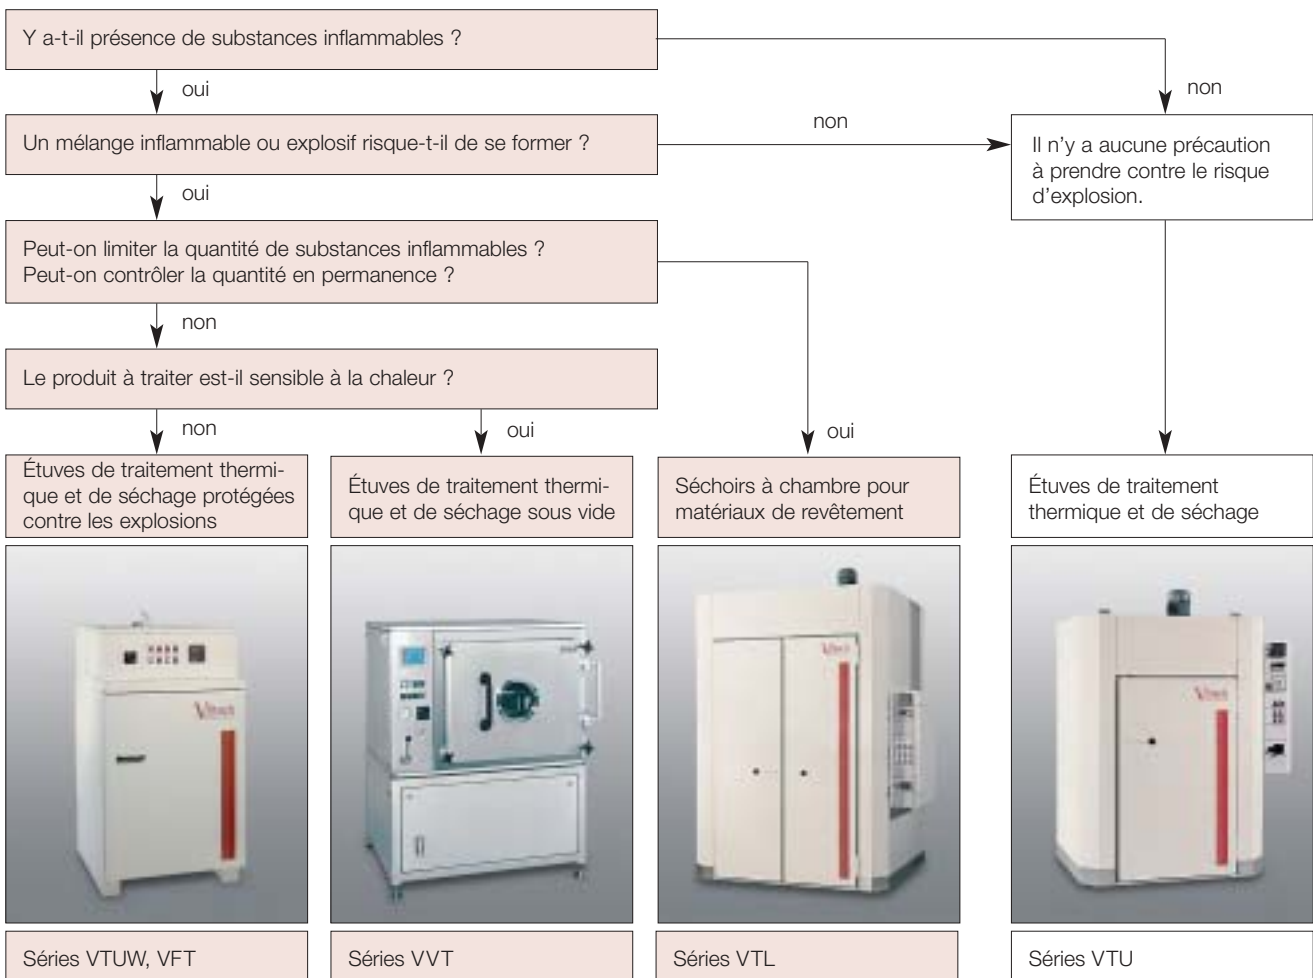 Y a-t-il présence de substances inflammables ?
oui
non
Un mélange inflammable ou explosif risque-t-il de se former ?
non
Il n'y a aucune précaution
à prendre contre le risque
d'explosion.
oui
Peut-on limiter la quantité de substances inflammables ?
Peut-on contrôler la quantité en permanence ?
non
Le produit à traiter est-il sensible à la chaleur ?
non
oui
oui
Étuves de traitement thermi-
que et de séchage protégées
contre les explosions
Étuves de traitement thermi-
que et de séchage sous vide
Séchoirs à chambre pour
matériaux de revêtement
Étuves de traitement
thermique et de séchage
Séries VTUW, VFT
Séries VVT
Séries VTL
Séries VTU